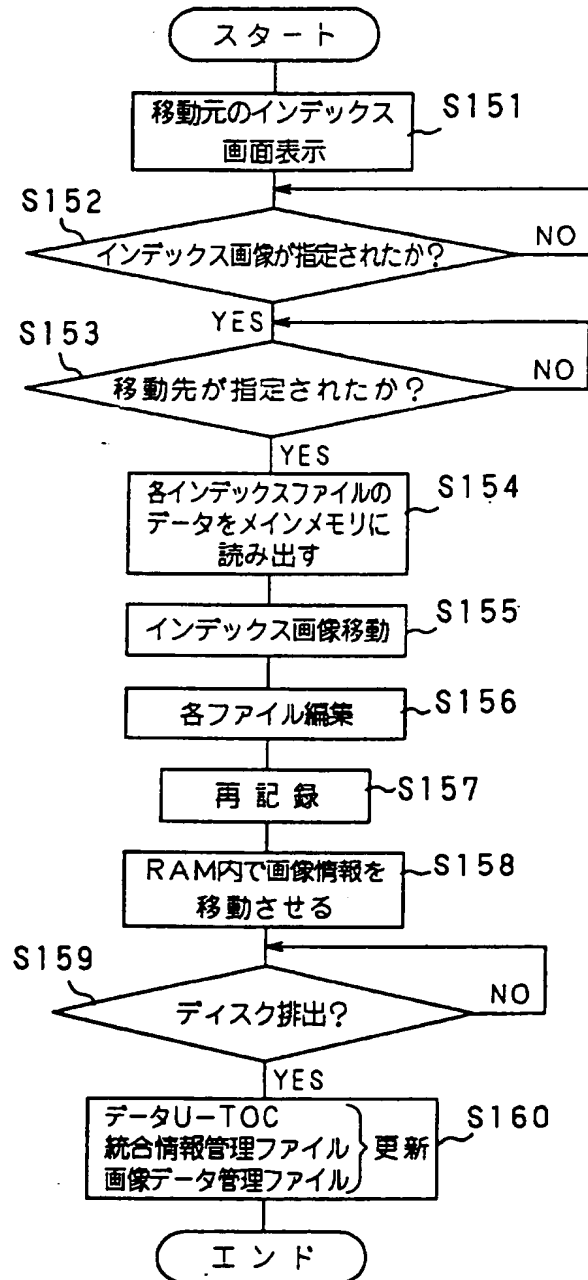 スタート
移動元のインデックス
画面表示
S151
S152
インデックス画像が指定されたか?
NO
YES
S153
移動先が指定されたか?
NO
YES
各インデックスファイルの
データをメインメモリに
読み出す
S154
インデックス画像移動
S155
各ファイル編集
S156
再記録
S157
RAM内で画像情報を
移動させる
S158
S159
ディスク排出?
NO
YES
データU-TOC
統合情報管理ファイル
画像データ管理ファイル
更新
S160
エンド